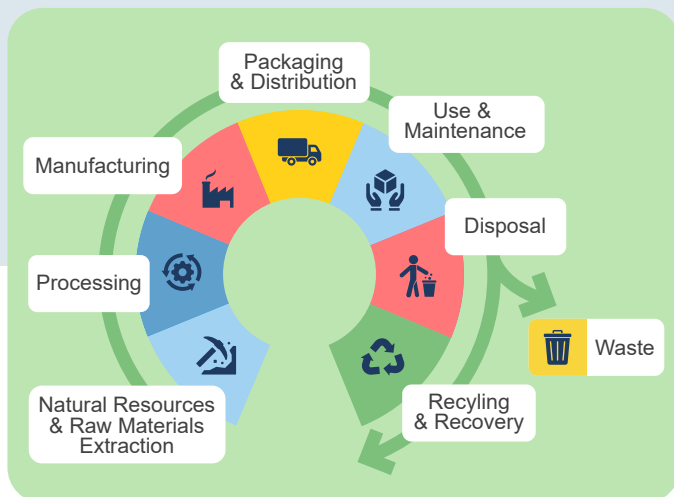 Packaging
& Distribution
Use &
Maintenance
Manufacturing
Disposal
Processing
Waste
Natural Resources
& Raw Materials
Extraction
Recyling
& Recovery